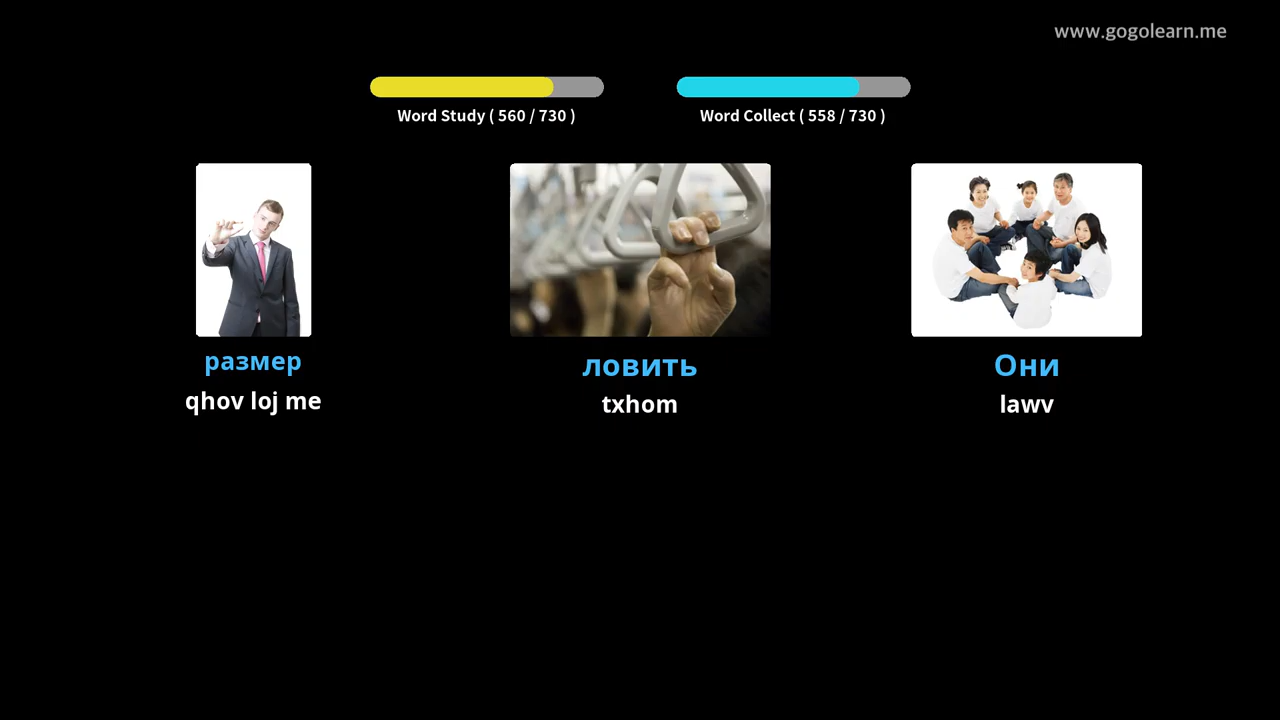 www.gogolearn.me
Word Study ( 560 / 730 )
Word Collect ( 558 / 730 )
размер
qhov loj me
ловить
txhom
Они
lawv